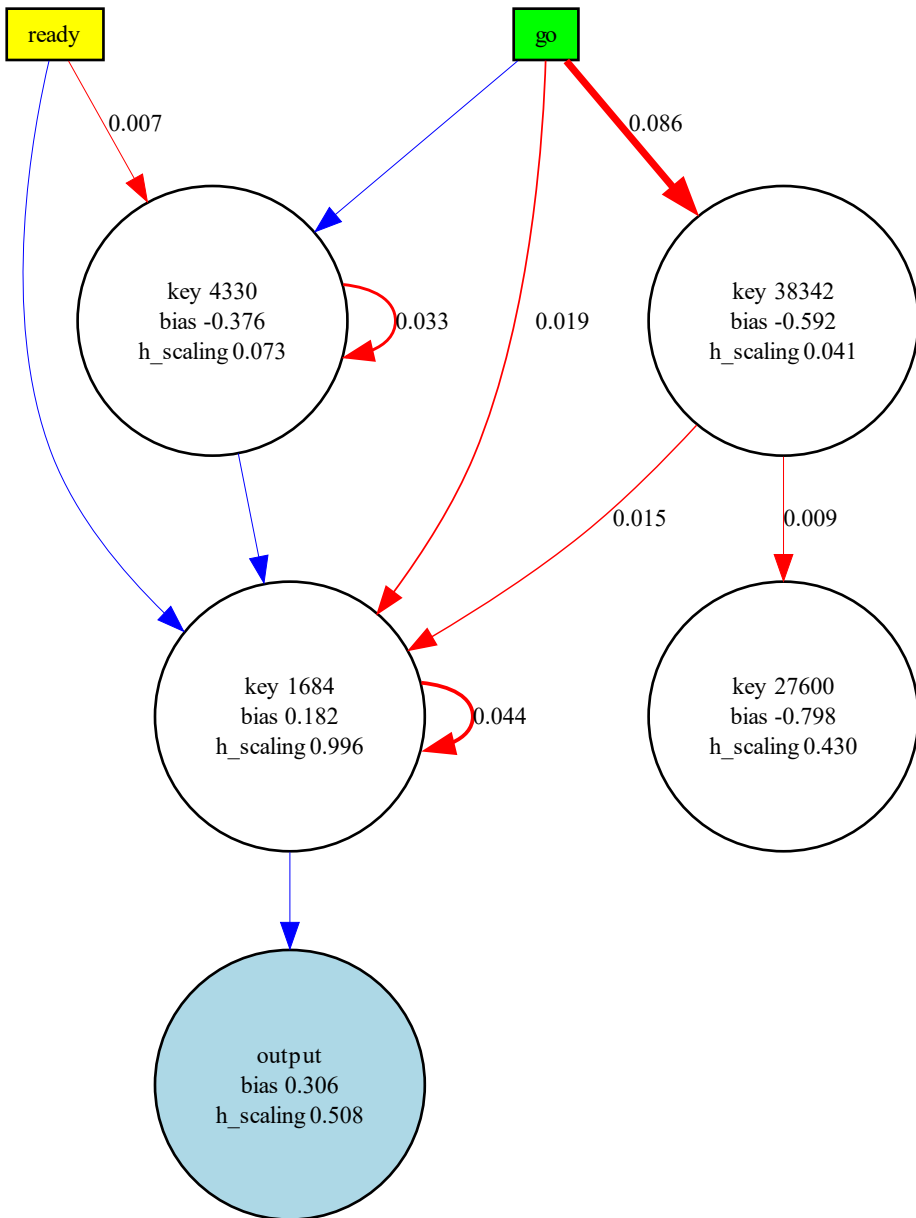 ready
go
0.007
0.086
key 4330
bias -0.376
h_scaling 0.073
0.033
0.019
key 38342
bias -0.592
h_scaling 0.041
0.015
0.009
key 1684
bias 0.182
h_scaling 0.996
0.044
key 27600
bias -0.798
h_scaling 0.430
output
bias 0.306
h_scaling 0.508